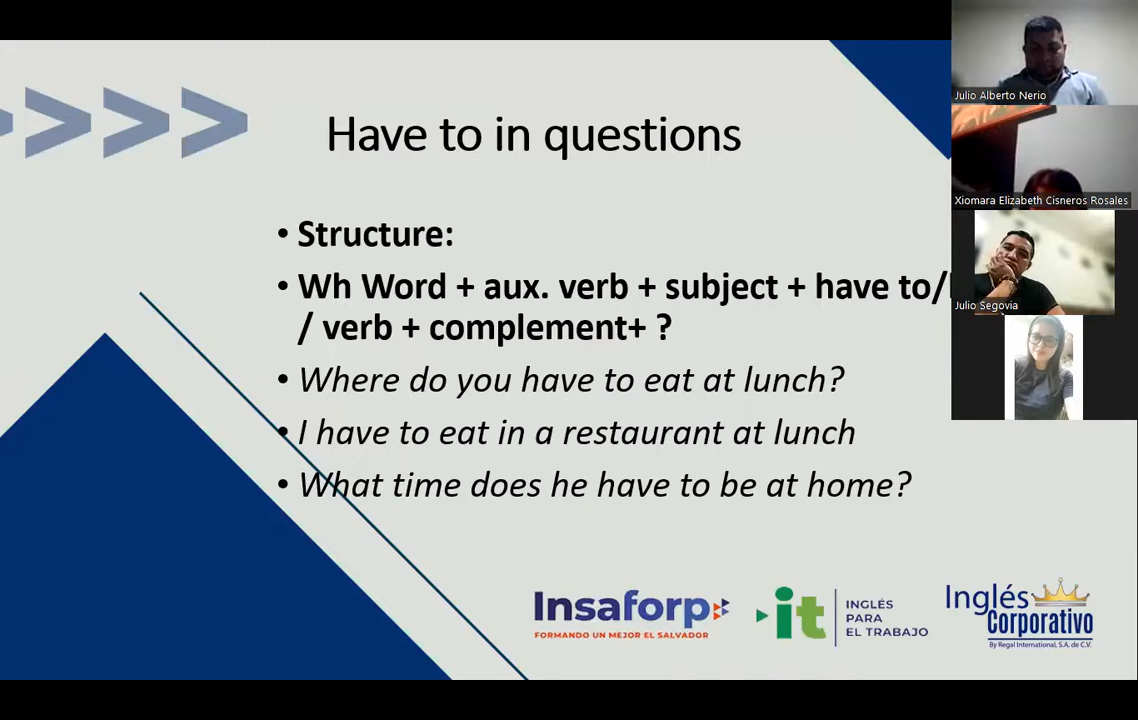 Have to in questions
• Structure:
• Wh Word + aux. verb + subject + have to/
/ verb + complement+ ?
• Where do you have to eat at lunch?
• I have to eat in a restaurant at lunch
• What time does he have to be at home?
Insaforp
FORMANDO UN MEJOR EL SALVADOR
it
INGLÉS
PARA
EL TRABAJO
Inglés
Corporativo
By Regal International, S.A. de C.V.
Julio Alberto Nerio
Xiomara Elizabeth Cisneros Rosales
Julio Segovia